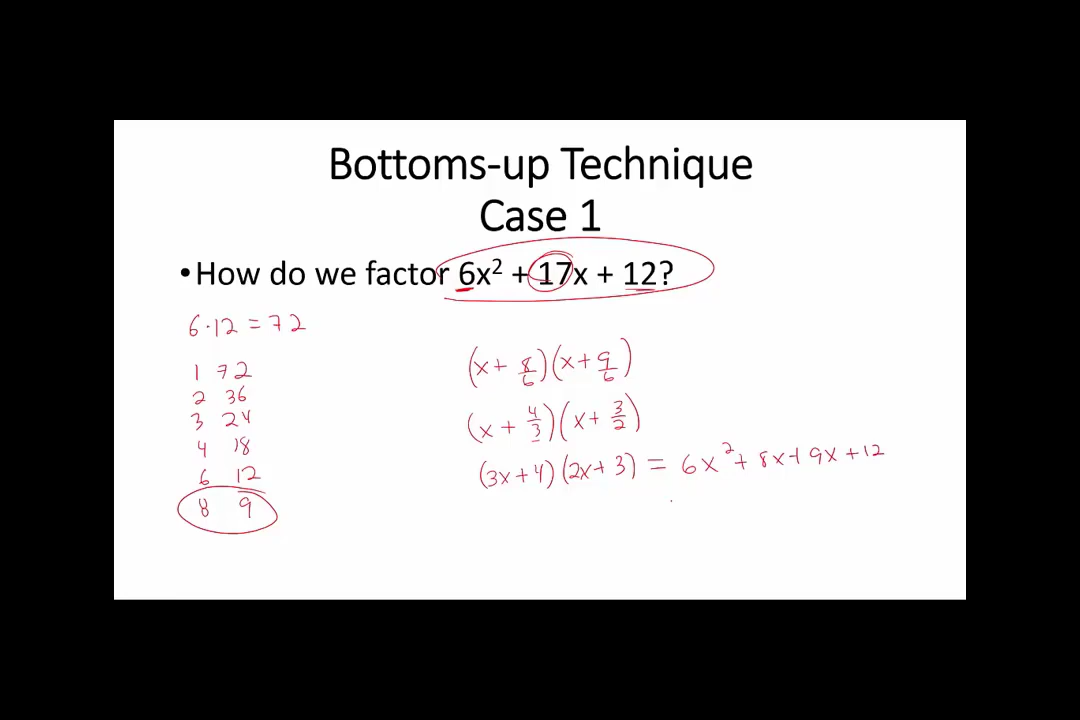 Bottoms-up Technique
Case 1
•How do we factor 6x² + 17x + 12?
6·12 = 72
1 72
2 36
3 24
4 18
6 12
8 9
(x + 8/6)(x + 9/6)
(x + 4/3)(x + 3/2)
(3x + 4)(2x + 3) = 6x² + 8x + 9x + 12